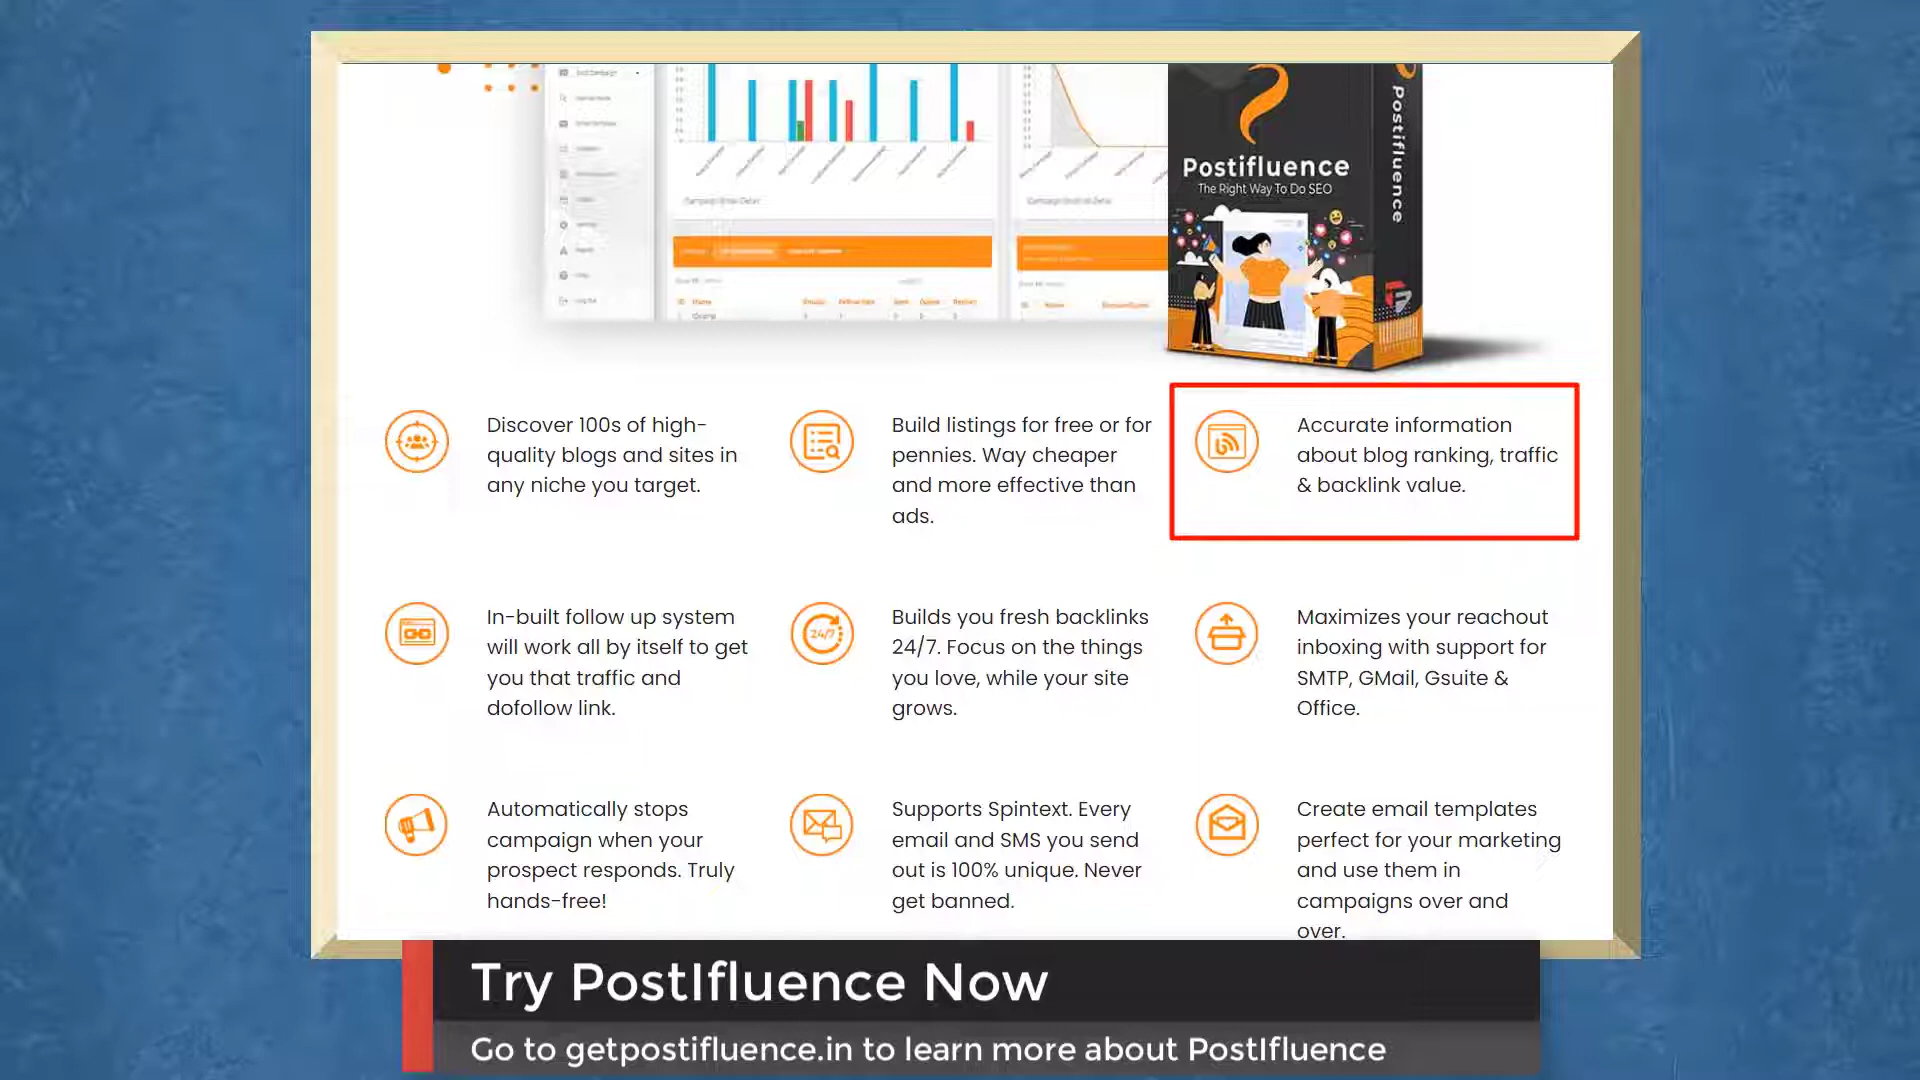 Postifluence
Postifluence
The Right Way To Do SEO
Discover 100s of high-
quality blogs and sites in
any niche you target.
Build listings for free or for
pennies. Way cheaper
and more effective than
ads.
Accurate information
about blog ranking, traffic
& backlink value.
In-built follow up system
will work all by itself to get
you that traffic and
dofollow link.
24/7
Builds you fresh backlinks
24/7. Focus on the things
you love, while your site
grows.
Maximizes your reachout
inboxing with support for
SMTP, GMail, Gsuite &
Office.
Automatically stops
campaign when your
prospect responds. Truly
hands-free!
Supports Spintext. Every
email and SMS you send
out is 100% unique. Never
get banned.
Create email templates
perfect for your marketing
and use them in
campaigns over and
over.
Try PostIfluence Now
Go to getpostifluence.in to learn more about PostIfluence